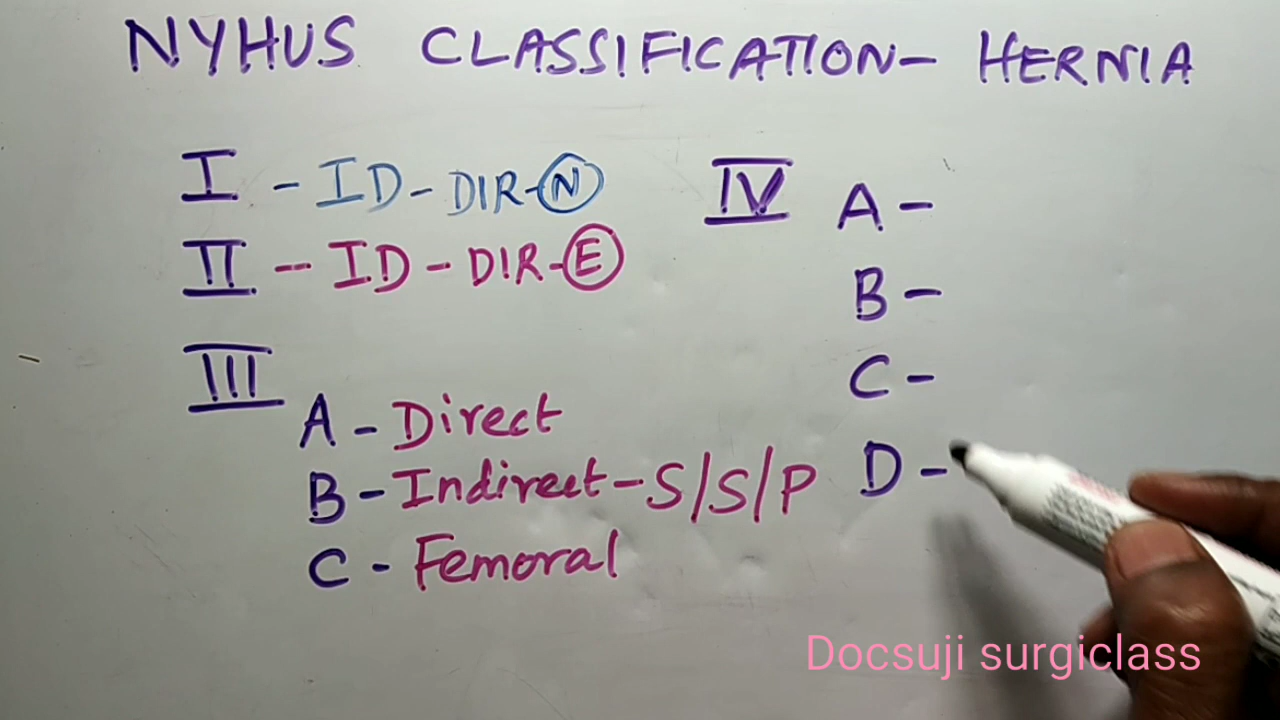 NYHUS CLASSIFICATION- HERNIA
I - ID - DIR - N
II - ID - DIR - E
III
A - Direct
B - Indirect - S/S/P
C - Femoral
IV
A -
B -
C -
D -
Docsuji surgiclass